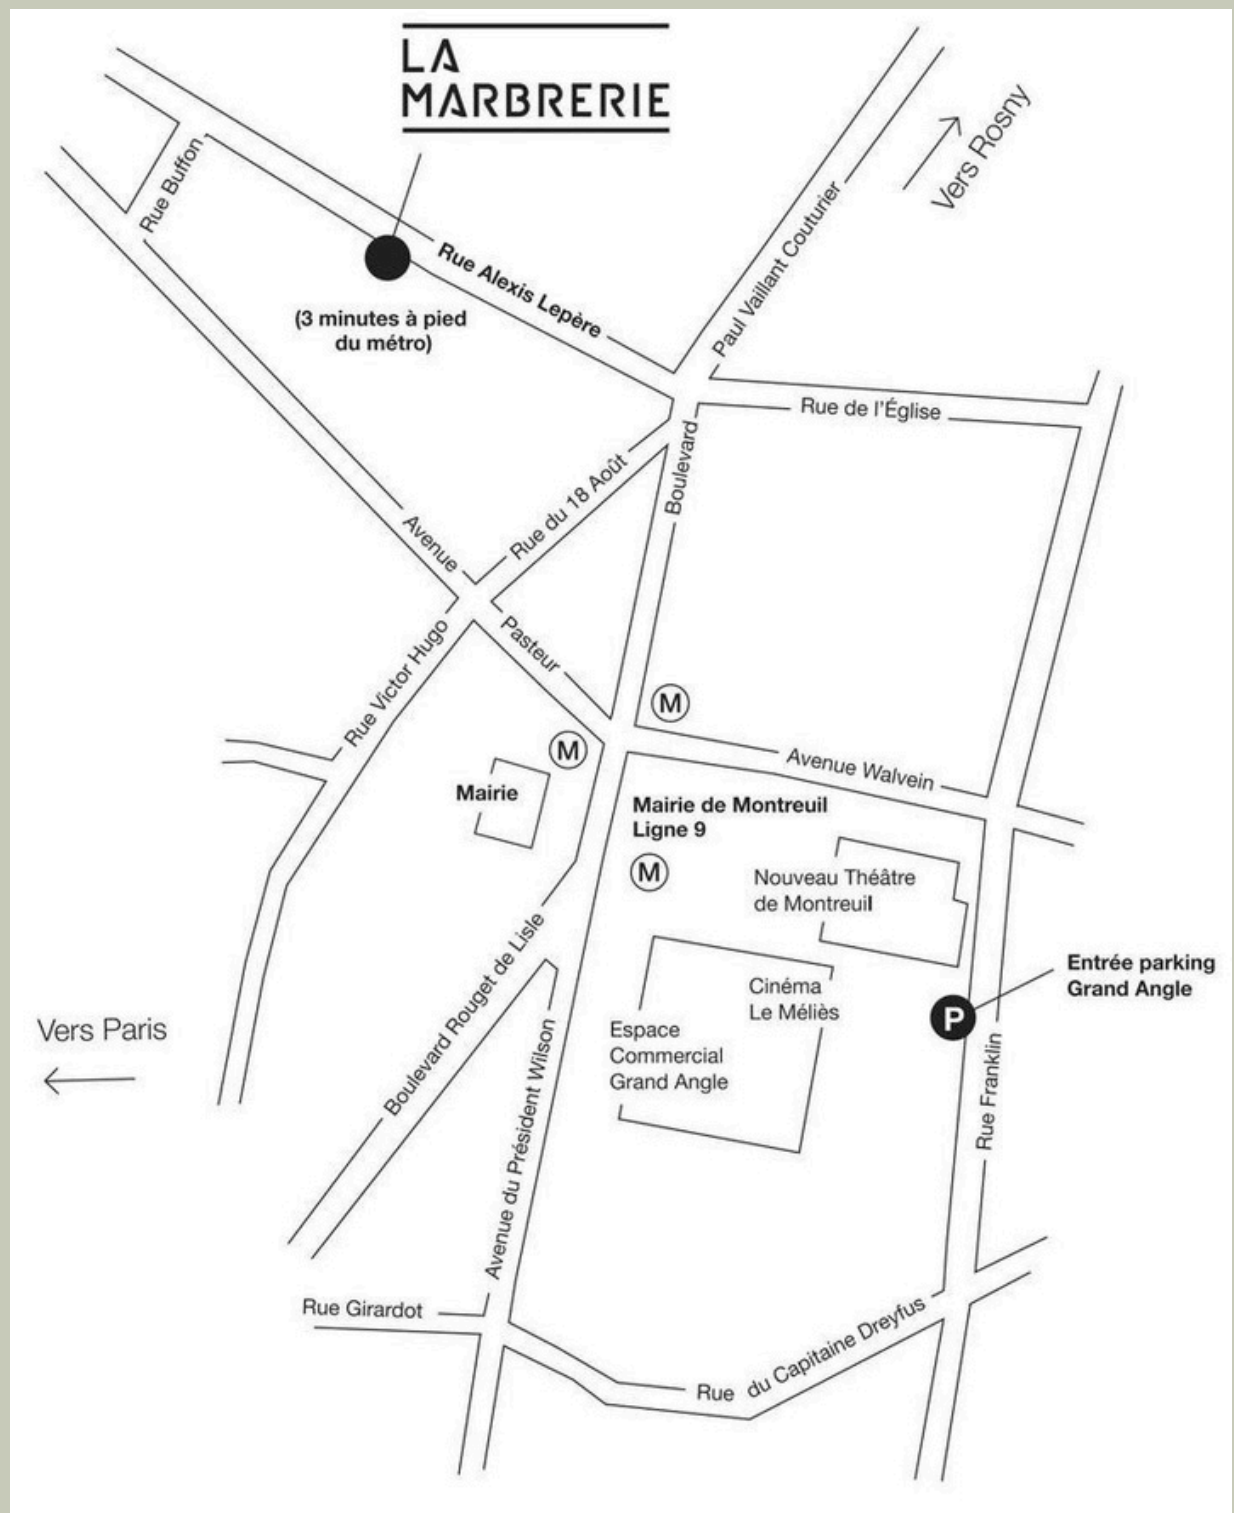 LA
MARBRERIE
Vers Rosny
Rue Buffon
Rue Alexis Lepère
Paul Vaillant Couturier
(3 minutes à pied
du métro)
Rue de l'Église
Boulevard
Rue du 18 Août
Avenue
Pasteur
Rue Victor Hugo
M
M
Avenue Walvein
Mairie
Mairie de Montreuil
Ligne 9
M
Nouveau Théâtre
de Montreuil
Boulevard Rouget de Lisle
Entrée parking
Grand Angle
Cinéma
Le Méliès
P
Vers Paris
Espace
Commercial
Grand Angle
Rue Franklin
Avenue du Président Wilson
Rue Girardot
Rue du Capitaine Dreyfus